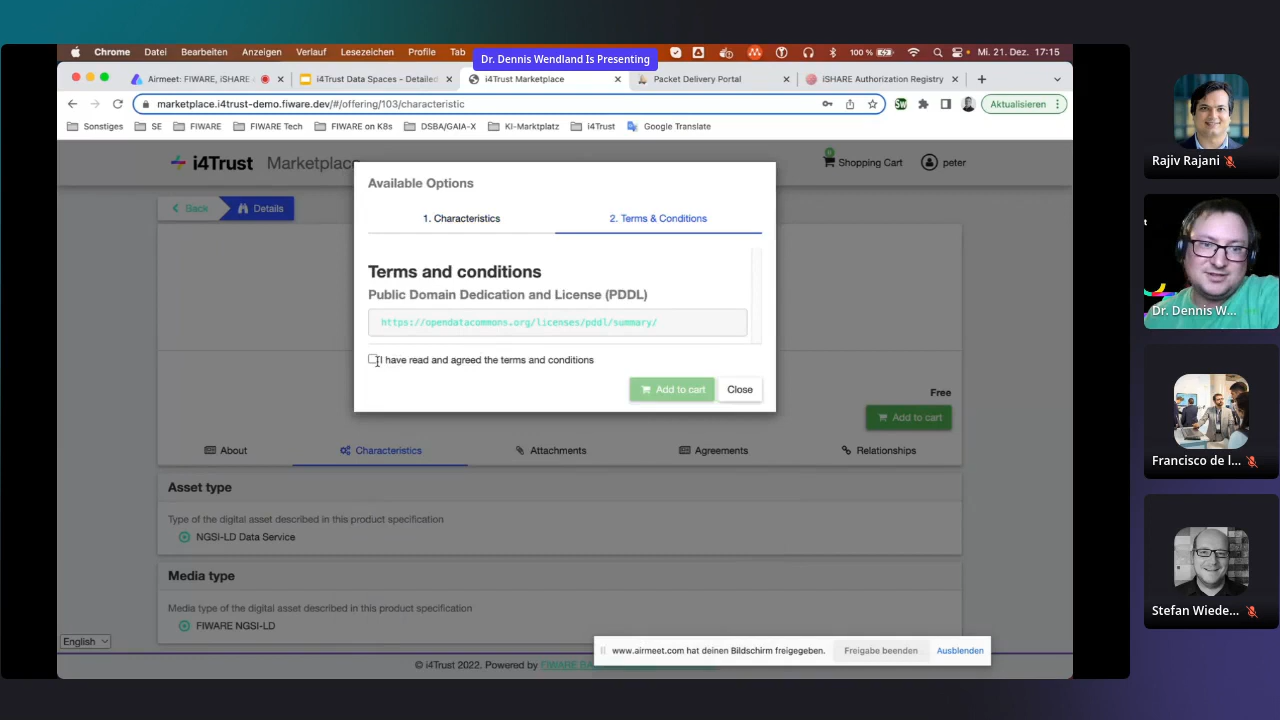 Dr. Dennis Wendland Is Presenting
Chrome Datei Bearbeiten Anzeigen Verlauf Lesezeichen Profile Tab 100 % Mi. 21. Dez. 17:15
Airmeet: FIWARE, iSHARE
i4Trust Data Spaces – Detailed
i4Trust Marketplace
Packet Delivery Portal
iSHARE Authorization Registry
marketplace.i4trust-demo.fiware.dev/#/offering/103/characteristic
Aktualisieren
Sonstiges SE FIWARE FIWARE Tech FIWARE on K8s DSBA/GAIA-X KI-Marktplatz i4Trust Google Translate
i4Trust Marketplace
0
Shopping Cart peter
Back Details
Available Options
1. Characteristics 2. Terms & Conditions
Terms and conditions
Public Domain Dedication and License (PDDL)
https://opendatacommons.org/licenses/pddl/summary/
I have read and agreed the terms and conditions
Add to cart Close
Free
Add to cart
About Characteristics Attachments Agreements Relationships
Asset type
Type of the digital asset described in this product specification
NGSI-LD Data Service
Media type
Media type of the digital asset described in this product specification
FIWARE NGSI-LD
English
© i4Trust 2022. Powered by
www.airmeet.com hat deinen Bildschirm freigegeben. Freigabe beenden Ausblenden
Rajiv Rajani
Dr. Dennis W...
Francisco de l...
Stefan Wiede...